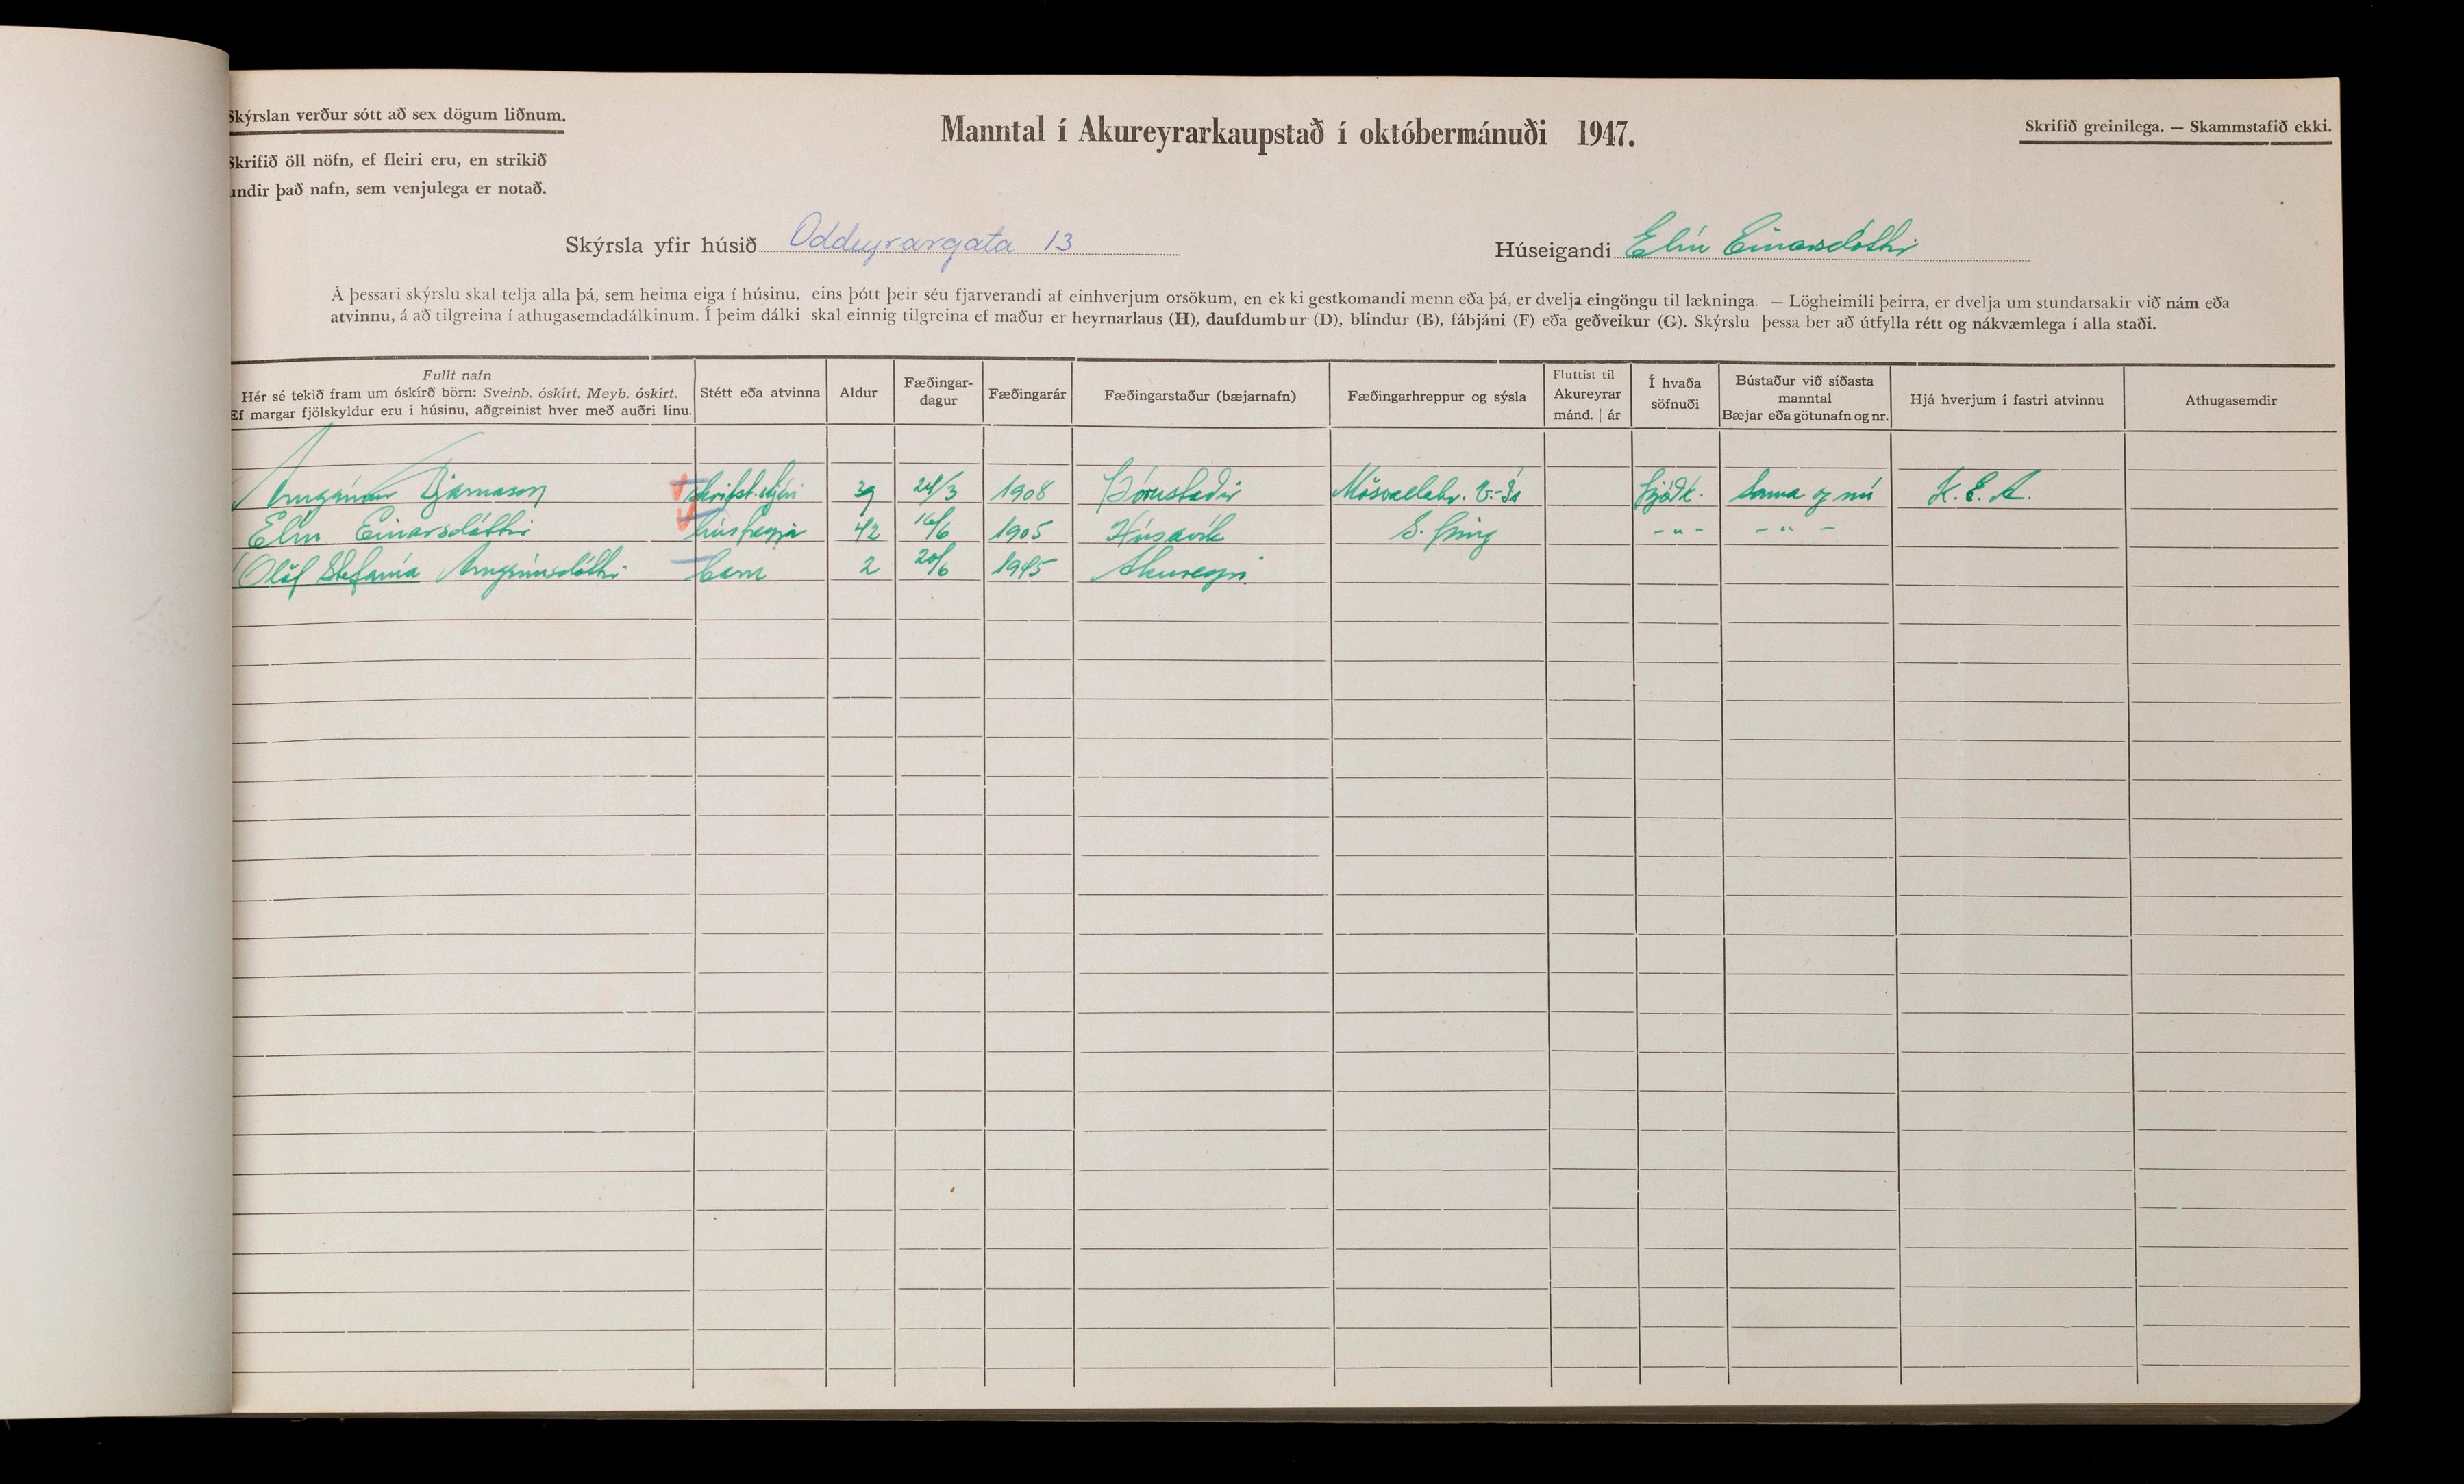 Skýrslan verður sótt að sex dögum liðnum.
Skrifið öll nöfn, ef fleiri eru, en strikið
undir það nafn, sem venjulega er notað.
Manntal í Akureyrarkaupstað í októbermánuði 1947.
Skrifið greinilega. — Skammstafið ekki.
Skýrsla yfir húsið Oddeyrargata 13
Húseigandi Elín Einarsdóttir
Á þessari skýrslu skal telja alla þá, sem heima eiga í húsinu, eins þótt þeir séu fjarverandi af einhverjum orsökum, en ekki gestkomandi menn eða þá, er dvelja eingöngu til lækninga. — Lögheimili þeirra, er dvelja um stundarsakir við nám eða
atvinnu, á að tilgreina í athugasemdadálkinum. Í þeim dálki skal einnig tilgreina ef maður er heyrnarlaus (H), daufdumbur (D), blindur (B), fábjáni (F) eða geðveikur (G). Skýrslu þessa ber að útfylla rétt og nákvæmlega í alla staði.
Fullt nafn
Hér sé tekið fram um óskírð börn: Sveinb. óskírt. Meyb. óskírt.
Ef margar fjölskyldur eru í húsinu, aðgreinist hver með auðri línu.
Stétt eða atvinna
Aldur
Fæðingar-
dagur
Fæðingarár
Fæðingarstaður (bæjarnafn)
Fæðingarhreppur og sýsla
Fluttist til
Akureyrar
mánd. | ár
Í hvaða
söfnuði
Bústaður við síðasta
manntal
Bæjar eða götunafn og nr.
Hjá hverjum í fastri atvinnu
Athugasemdir
Arngrímur Bjarnason skrifst.stjóri 39 24/3 1908 Þórustaðir Mosvallahr. V.-Ís Þjóðk. Sama og nú K. E. A.
Elín Einarsdóttir húsfreyja 42 16/6 1905 Húsavík S. Þing - " - - " -
Ólöf Stefanía Arngrímsdóttir barn 2 20/6 1945 Akureyri